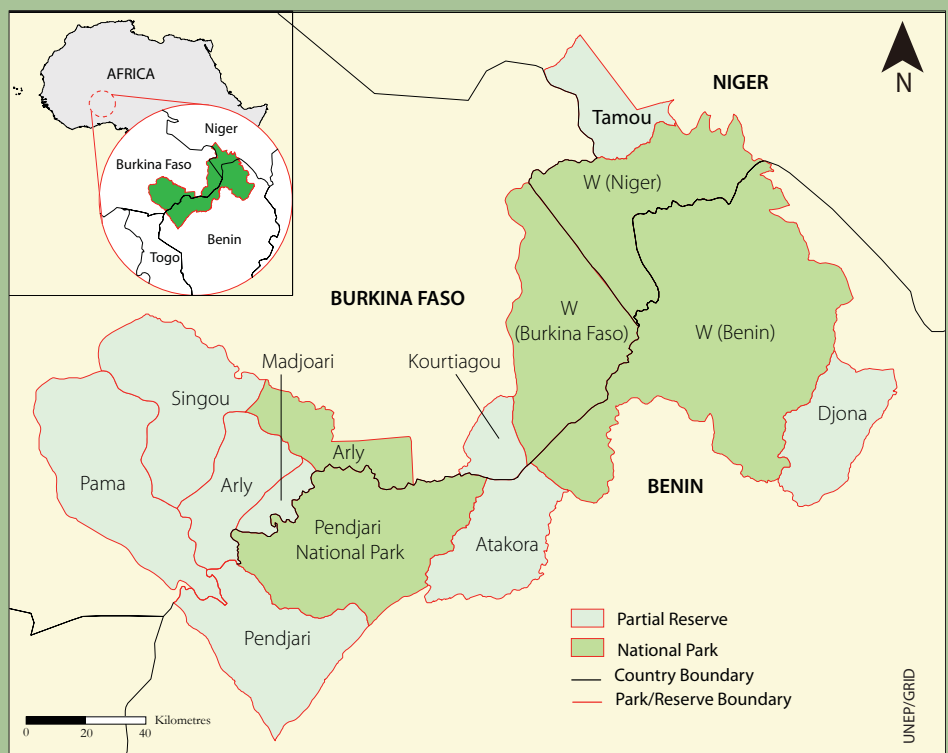 AFRICA
Niger
Burkina Faso
Benin
Togo
N
NIGER
Tamou
W (Niger)
BURKINA FASO
W
(Burkina Faso)
W (Benin)
Madjoari
Kourtiagou
Singou
Djona
Arly
Pama
Arly
BENIN
Pendjari
National Park
Atakora
Pendjari
Partial Reserve
National Park
Country Boundary
Park/Reserve Boundary
Kilometres
0 20 40
UNEP/GRID